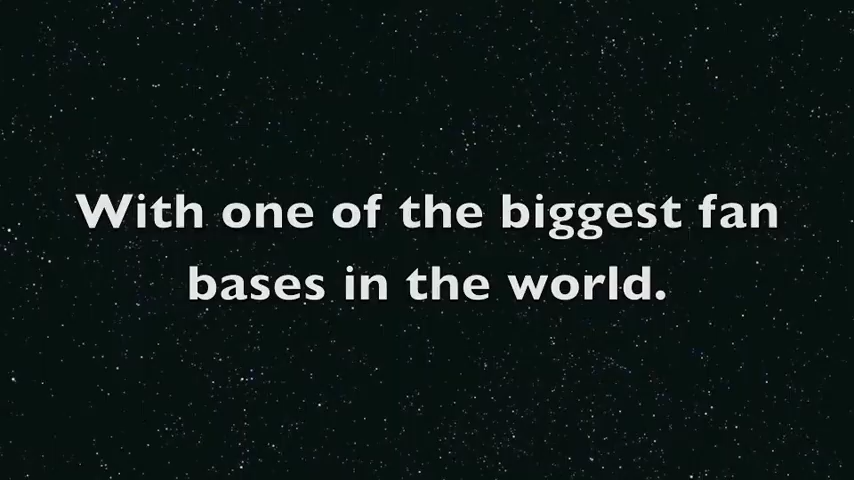 With one of the biggest fan
bases in the world.